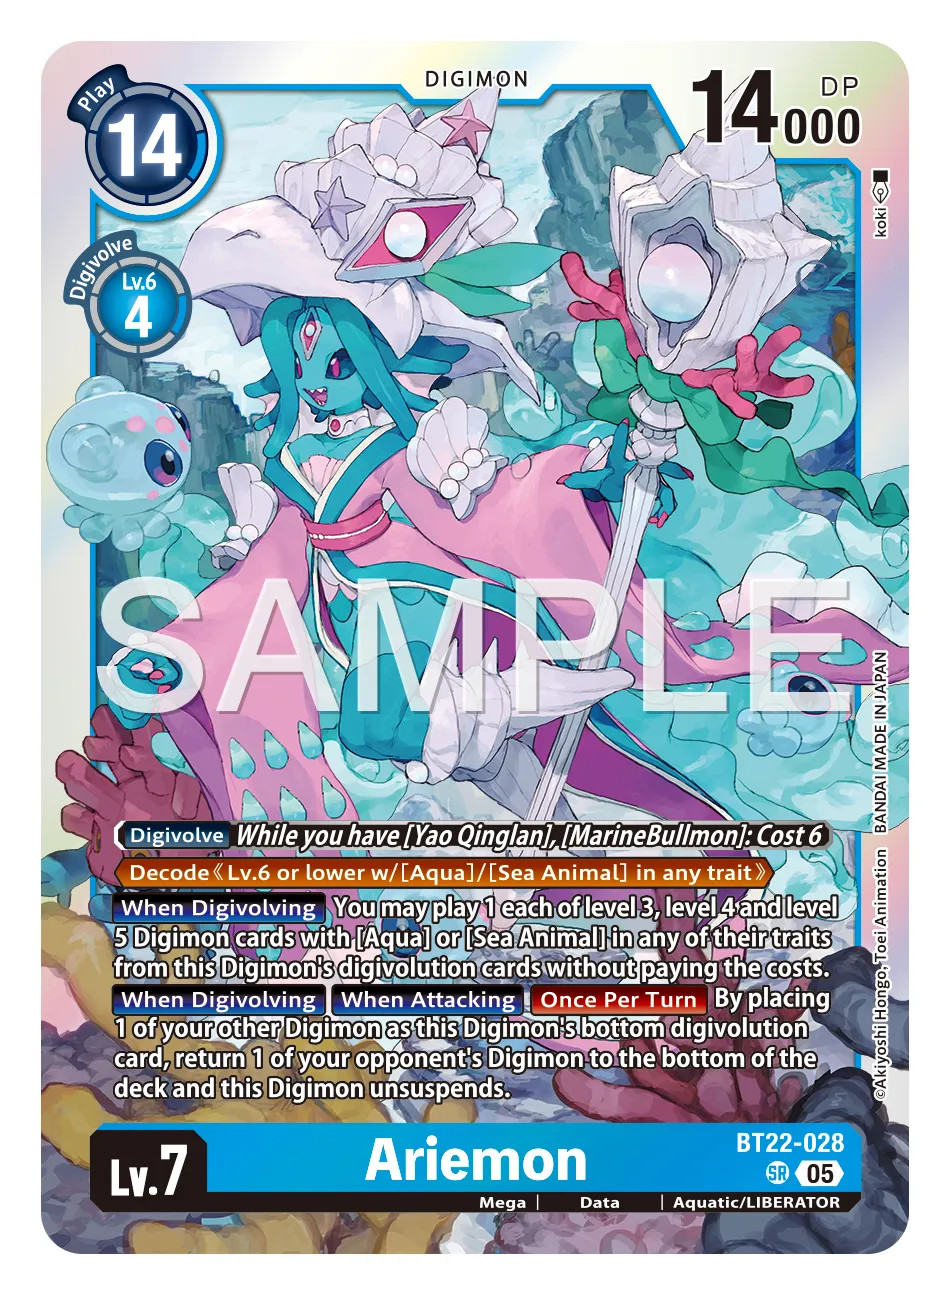 DIGIMON
Play
14
14000
DP
Digivolve
Lv.6
4
koki
SAMPLE
BANDAI MADE IN JAPAN
©Akiyoshi Hongo, Toei Animation
Digivolve While you have [Yao Qinglan], [MarineBullmon]: Cost 6
Decode《Lv.6 or lower w/[Aqua]/[Sea Animal] in any trait》
When Digivolving You may play 1 each of level 3, level 4 and level
5 Digimon cards with [Aqua] or [Sea Animal] in any of their traits
from this Digimon's digivolution cards without paying the costs.
When Digivolving When Attacking Once Per Turn By placing
1 of your other Digimon as this Digimon's bottom digivolution
card, return 1 of your opponent's Digimon to the bottom of the
deck and this Digimon unsuspends.
Lv.7
Ariemon
BT22-028
SR 05
Mega | Data | Aquatic/LIBERATOR